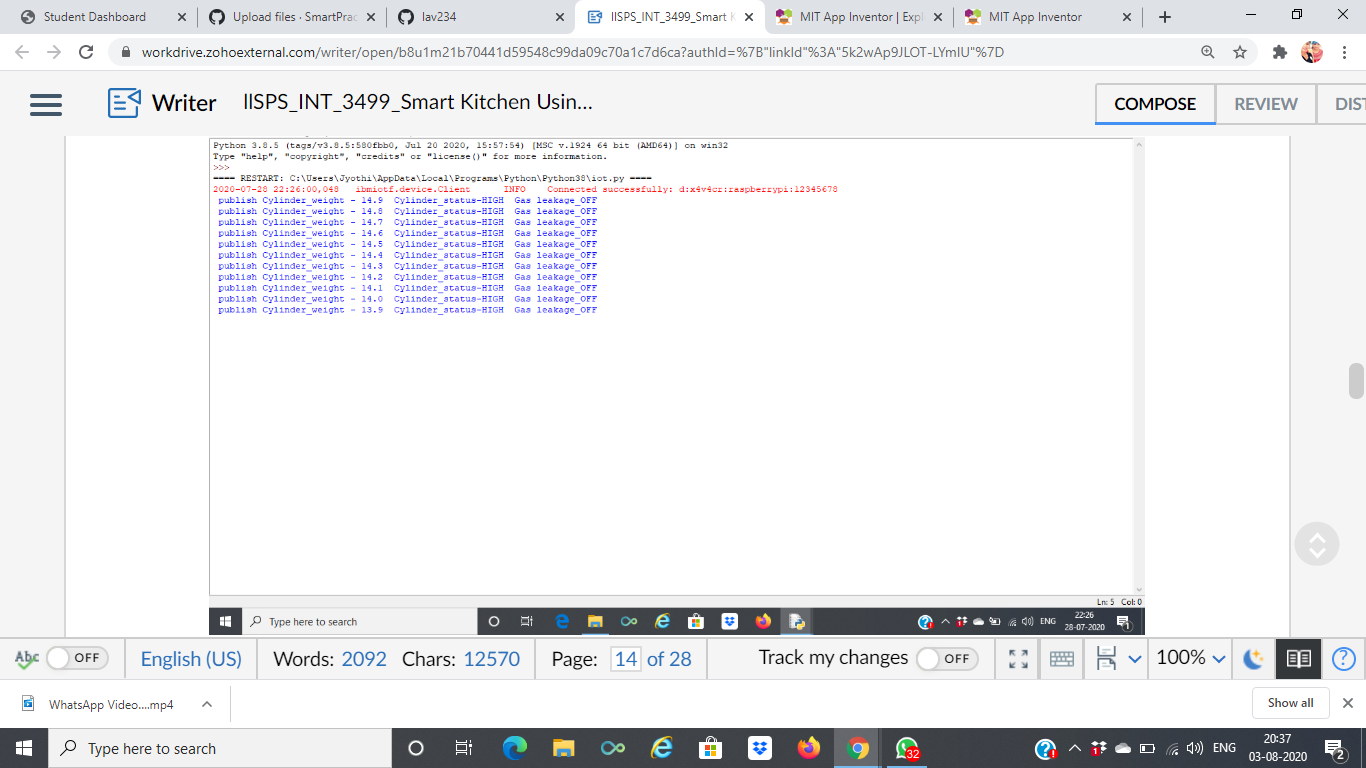 Student Dashboard
Upload files · SmartPrac
lav234
IISPS_INT_3499_Smart K
MIT App Inventor | Expl
MIT App Inventor
workdrive.zohoexternal.com/writer/open/b8u1m21b70441d59548c99da09c70a1c7d6ca?authId=%7B"linkId"%3A"5k2wAp9JLOT-LYmIU"%7D
Writer
IISPS_INT_3499_Smart Kitchen Usin...
COMPOSE
REVIEW
DIST
Python 3.8.5 (tags/v3.8.5:580fbb0, Jul 20 2020, 15:57:54) [MSC v.1924 64 bit (AMD64)] on win32
Type "help", "copyright", "credits" or "license()" for more information.
>>>
==== RESTART: C:\Users\Jyothi\AppData\Local\Programs\Python\Python38\iot.py ====
2020-07-28 22:26:00,048 ibmiotf.device.Client INFO Connected successfully: d:x4v4cr:raspberrypi:12345678
publish Cylinder_weight - 14.9 Cylinder_status-HIGH Gas leakage_OFF
publish Cylinder_weight - 14.8 Cylinder_status-HIGH Gas leakage_OFF
publish Cylinder_weight - 14.7 Cylinder_status-HIGH Gas leakage_OFF
publish Cylinder_weight - 14.6 Cylinder_status-HIGH Gas leakage_OFF
publish Cylinder_weight - 14.5 Cylinder_status-HIGH Gas leakage_OFF
publish Cylinder_weight - 14.4 Cylinder_status-HIGH Gas leakage_OFF
publish Cylinder_weight - 14.3 Cylinder_status-HIGH Gas leakage_OFF
publish Cylinder_weight - 14.2 Cylinder_status-HIGH Gas leakage_OFF
publish Cylinder_weight - 14.1 Cylinder_status-HIGH Gas leakage_OFF
publish Cylinder_weight - 14.0 Cylinder_status-HIGH Gas leakage_OFF
publish Cylinder_weight - 13.9 Cylinder_status-HIGH Gas leakage_OFF
Ln: 5 Col: 0
Type here to search
ENG
22:26
28-07-2020
1
Abc
OFF
English (US)
Words: 2092
Chars: 12570
Page: 14 of 28
Track my changes
OFF
100%
WhatsApp Video....mp4
Show all
Type here to search
32
ENG
20:37
03-08-2020
2